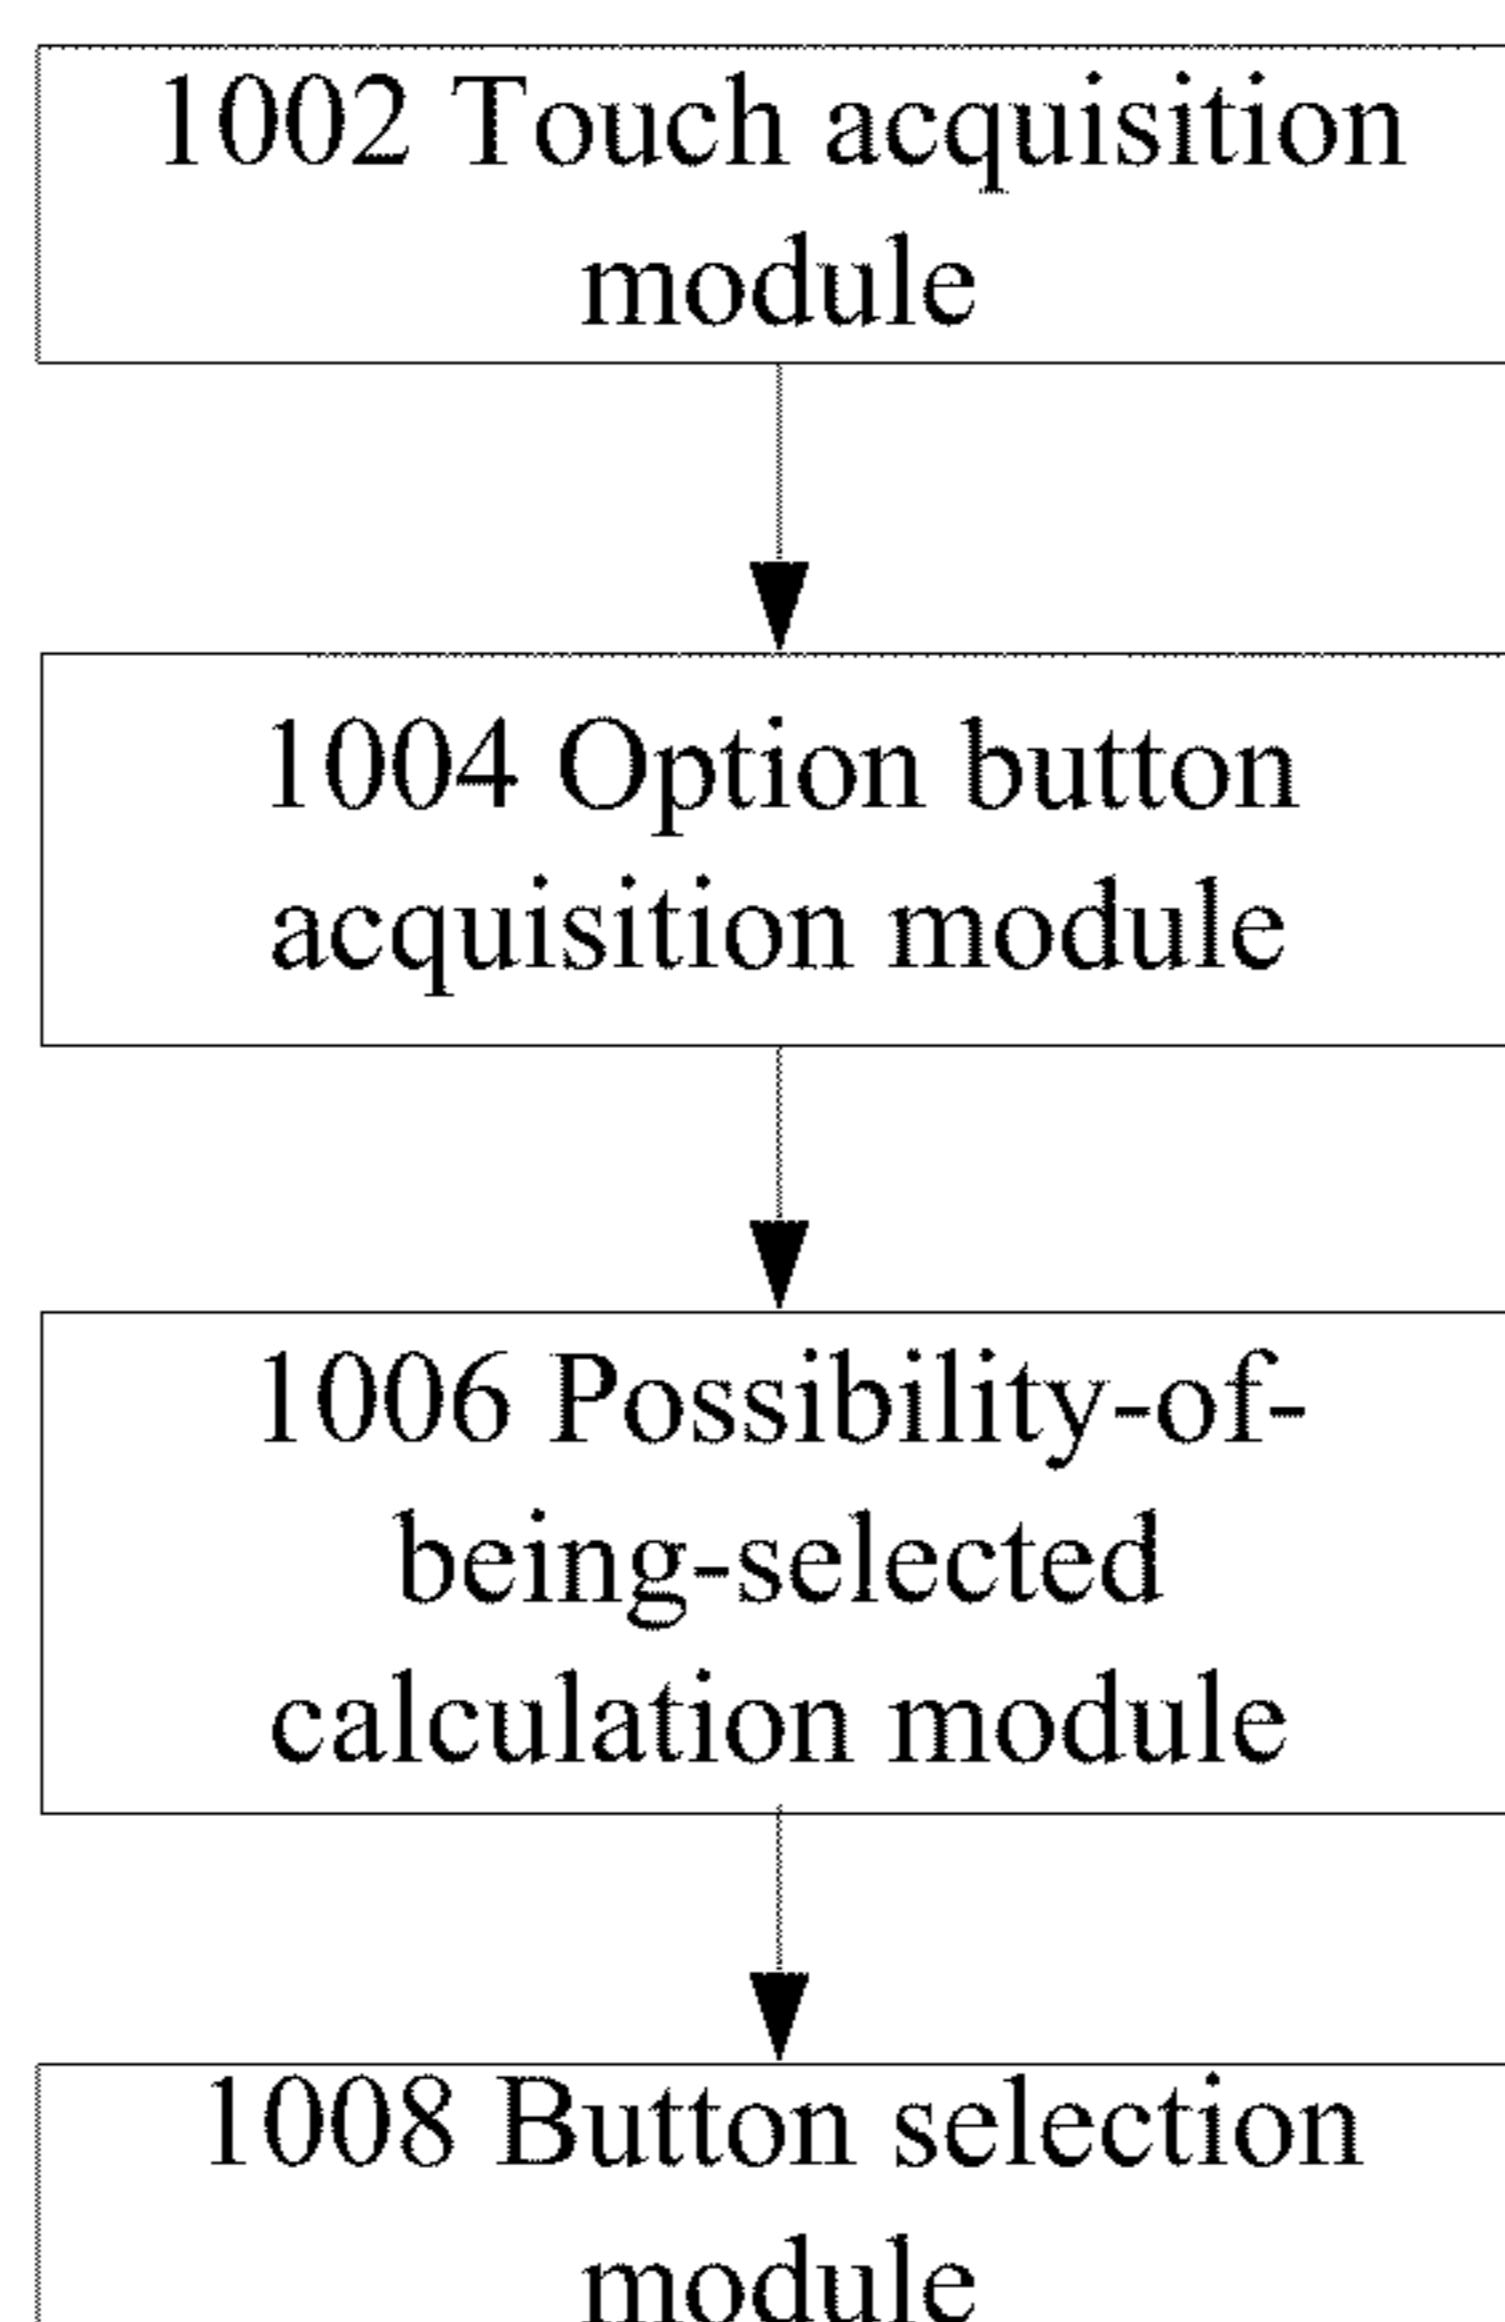 1002 Touch acquisition
module
1004 Option button
acquisition module
1006 Possibility-of-
being-selected
calculation module
1008 Button selection
module